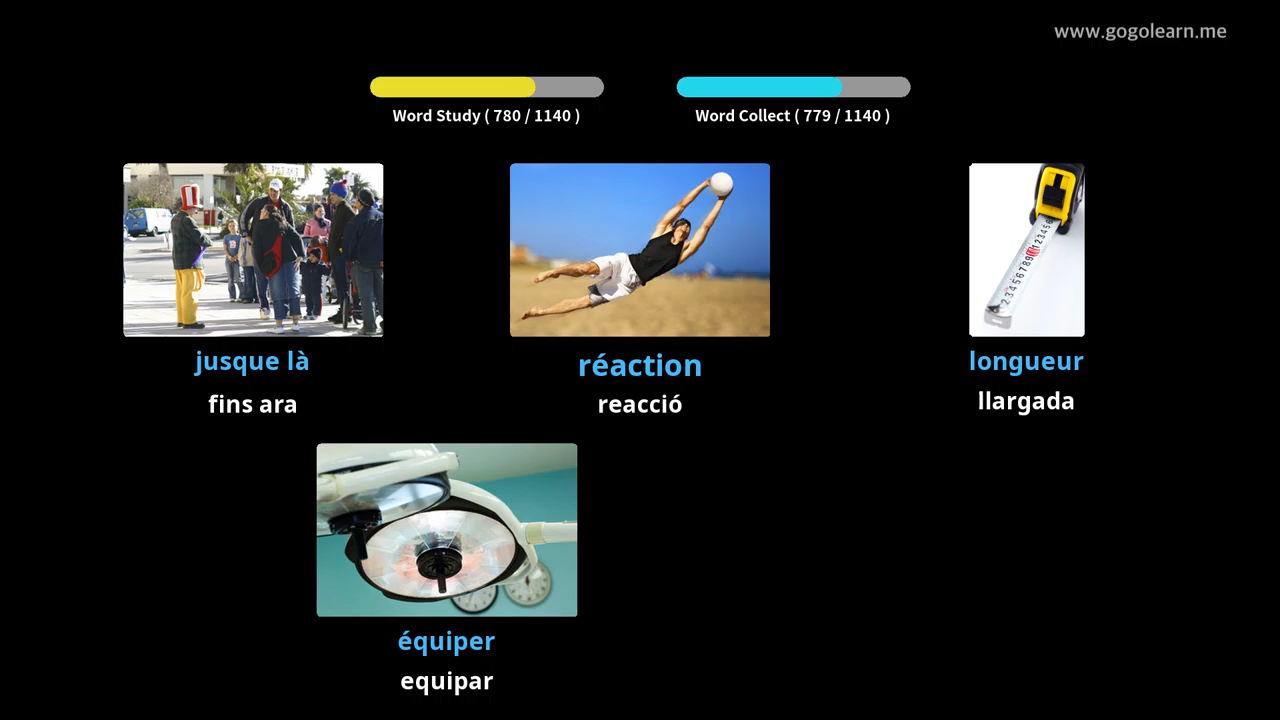 www.gogolearn.me
Word Study ( 780 / 1140 )
Word Collect ( 779 / 1140 )
jusque là
fins ara
réaction
reacció
longueur
llargada
équiper
equipar